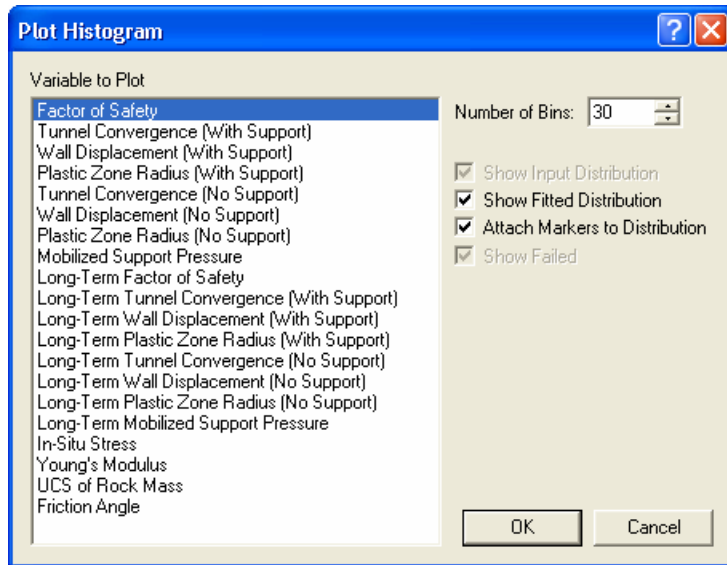 Plot Histogram
Variable to Plot
Factor of Safety
Tunnel Convergence (With Support)
Wall Displacement (With Support)
Plastic Zone Radius (With Support)
Tunnel Convergence (No Support)
Wall Displacement (No Support)
Plastic Zone Radius (No Support)
Mobilized Support Pressure
Long-Term Factor of Safety
Long-Term Tunnel Convergence (With Support)
Long-Term Wall Displacement (With Support)
Long-Term Plastic Zone Radius (With Support)
Long-Term Tunnel Convergence (No Support)
Long-Term Wall Displacement (No Support)
Long-Term Plastic Zone Radius (No Support)
Long-Term Mobilized Support Pressure
In-Situ Stress
Young's Modulus
UCS of Rock Mass
Friction Angle
Number of Bins: 30
Show Input Distribution
Show Fitted Distribution
Attach Markers to Distribution
Show Failed
OK Cancel